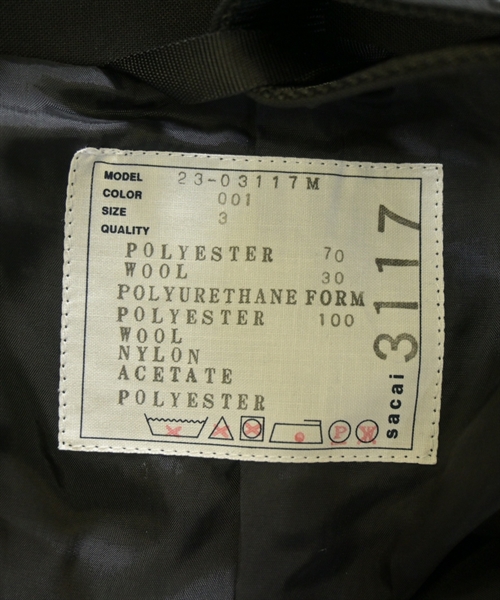 MODEL 23-03117M
COLOR 001
SIZE 3
QUALITY
POLYESTER 70
WOOL 30
POLYURETHANE FORM
POLYESTER 100
WOOL
NYLON
ACETATE
POLYESTER
P W
sacai 3117